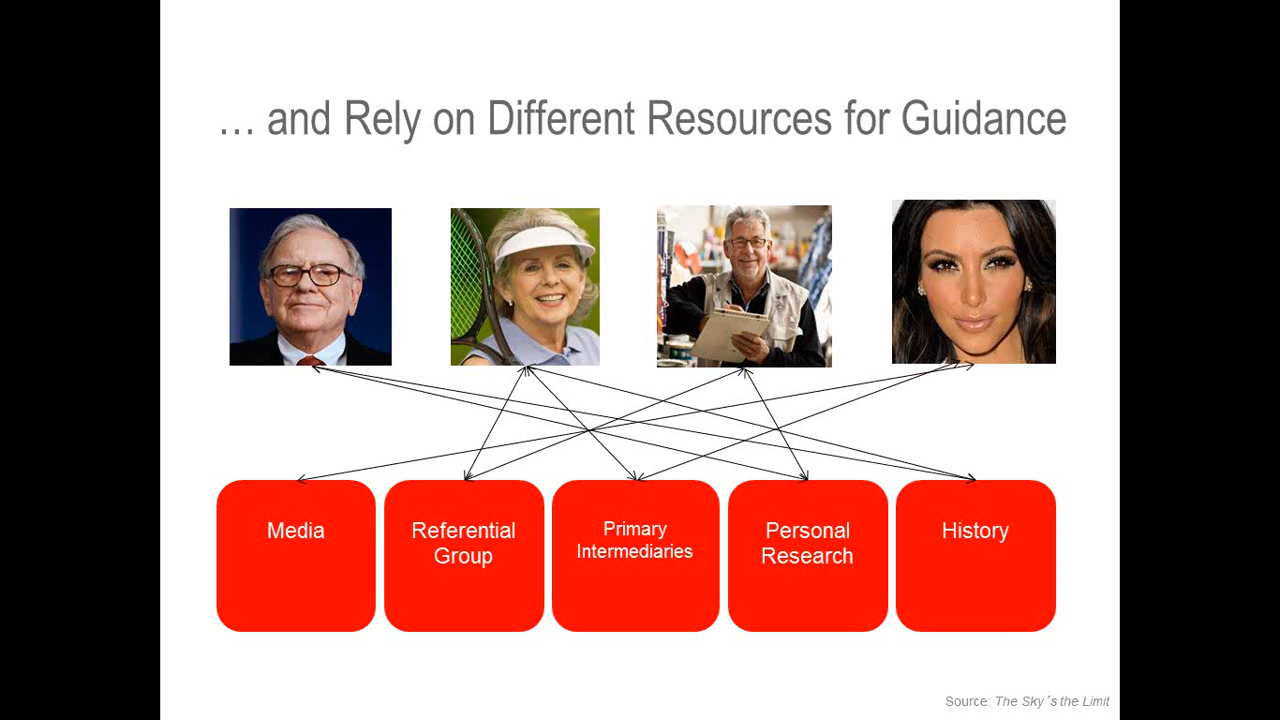 … and Rely on Different Resources for Guidance
Media
Referential
Group
Primary
Intermediaries
Personal
Research
History
Source: The Sky´s the Limit